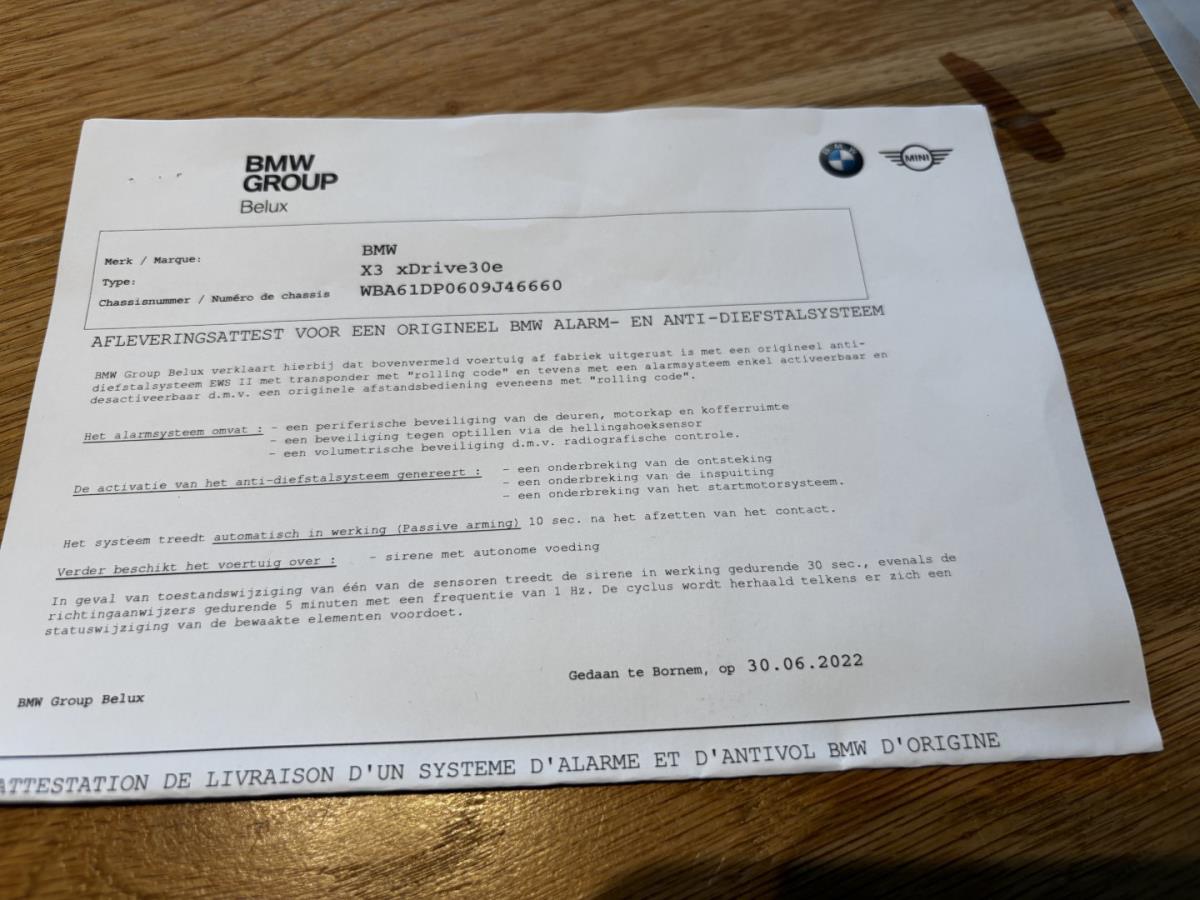 BMW
GROUP
Belux
BMW
MINI
Merk / Marque: BMW
Type: X3 xDrive30e
Chassisnummer / Numéro de chassis WBA61DP0609J46660
AFLEVERINGSATTEST VOOR EEN ORIGINEEL BMW ALARM- EN ANTI-DIEFSTALSYSTEEM
BMW Group Belux verklaart hierbij dat bovenvermeld voertuig af fabriek uitgerust is met een origineel anti-
diefstalsysteem EWS II met transponder met "rolling code" en tevens met een alarmsysteem enkel activeerbaar en
desactiveerbaar d.m.v. een originele afstandsbediening eveneens met "rolling code".
Het alarmsysteem omvat : - een periferische beveiliging van de deuren, motorkap en kofferruimte
- een beveiliging tegen optillen via de hellingshoeksensor
- een volumetrische beveiliging d.m.v. radiografische controle.
De activatie van het anti-diefstalsysteem genereert : - een onderbreking van de ontsteking
- een onderbreking van de inspuiting
- een onderbreking van het startmotorsysteem.
Het systeem treedt automatisch in werking (Passive arming) 10 sec. na het afzetten van het contact.
Verder beschikt het voertuig over : - sirene met autonome voeding
In geval van toestandswijziging van één van de sensoren treedt de sirene in werking gedurende 30 sec., evenals de
richtingaanwijzers gedurende 5 minuten met een frequentie van 1 Hz. De cyclus wordt herhaald telkens er zich een
statuswijziging van de bewaakte elementen voordoet.
Gedaan te Bornem, op 30.06.2022
BMW Group Belux
ATTESTATION DE LIVRAISON D'UN SYSTEME D'ALARME ET D'ANTIVOL BMW D'ORIGINE